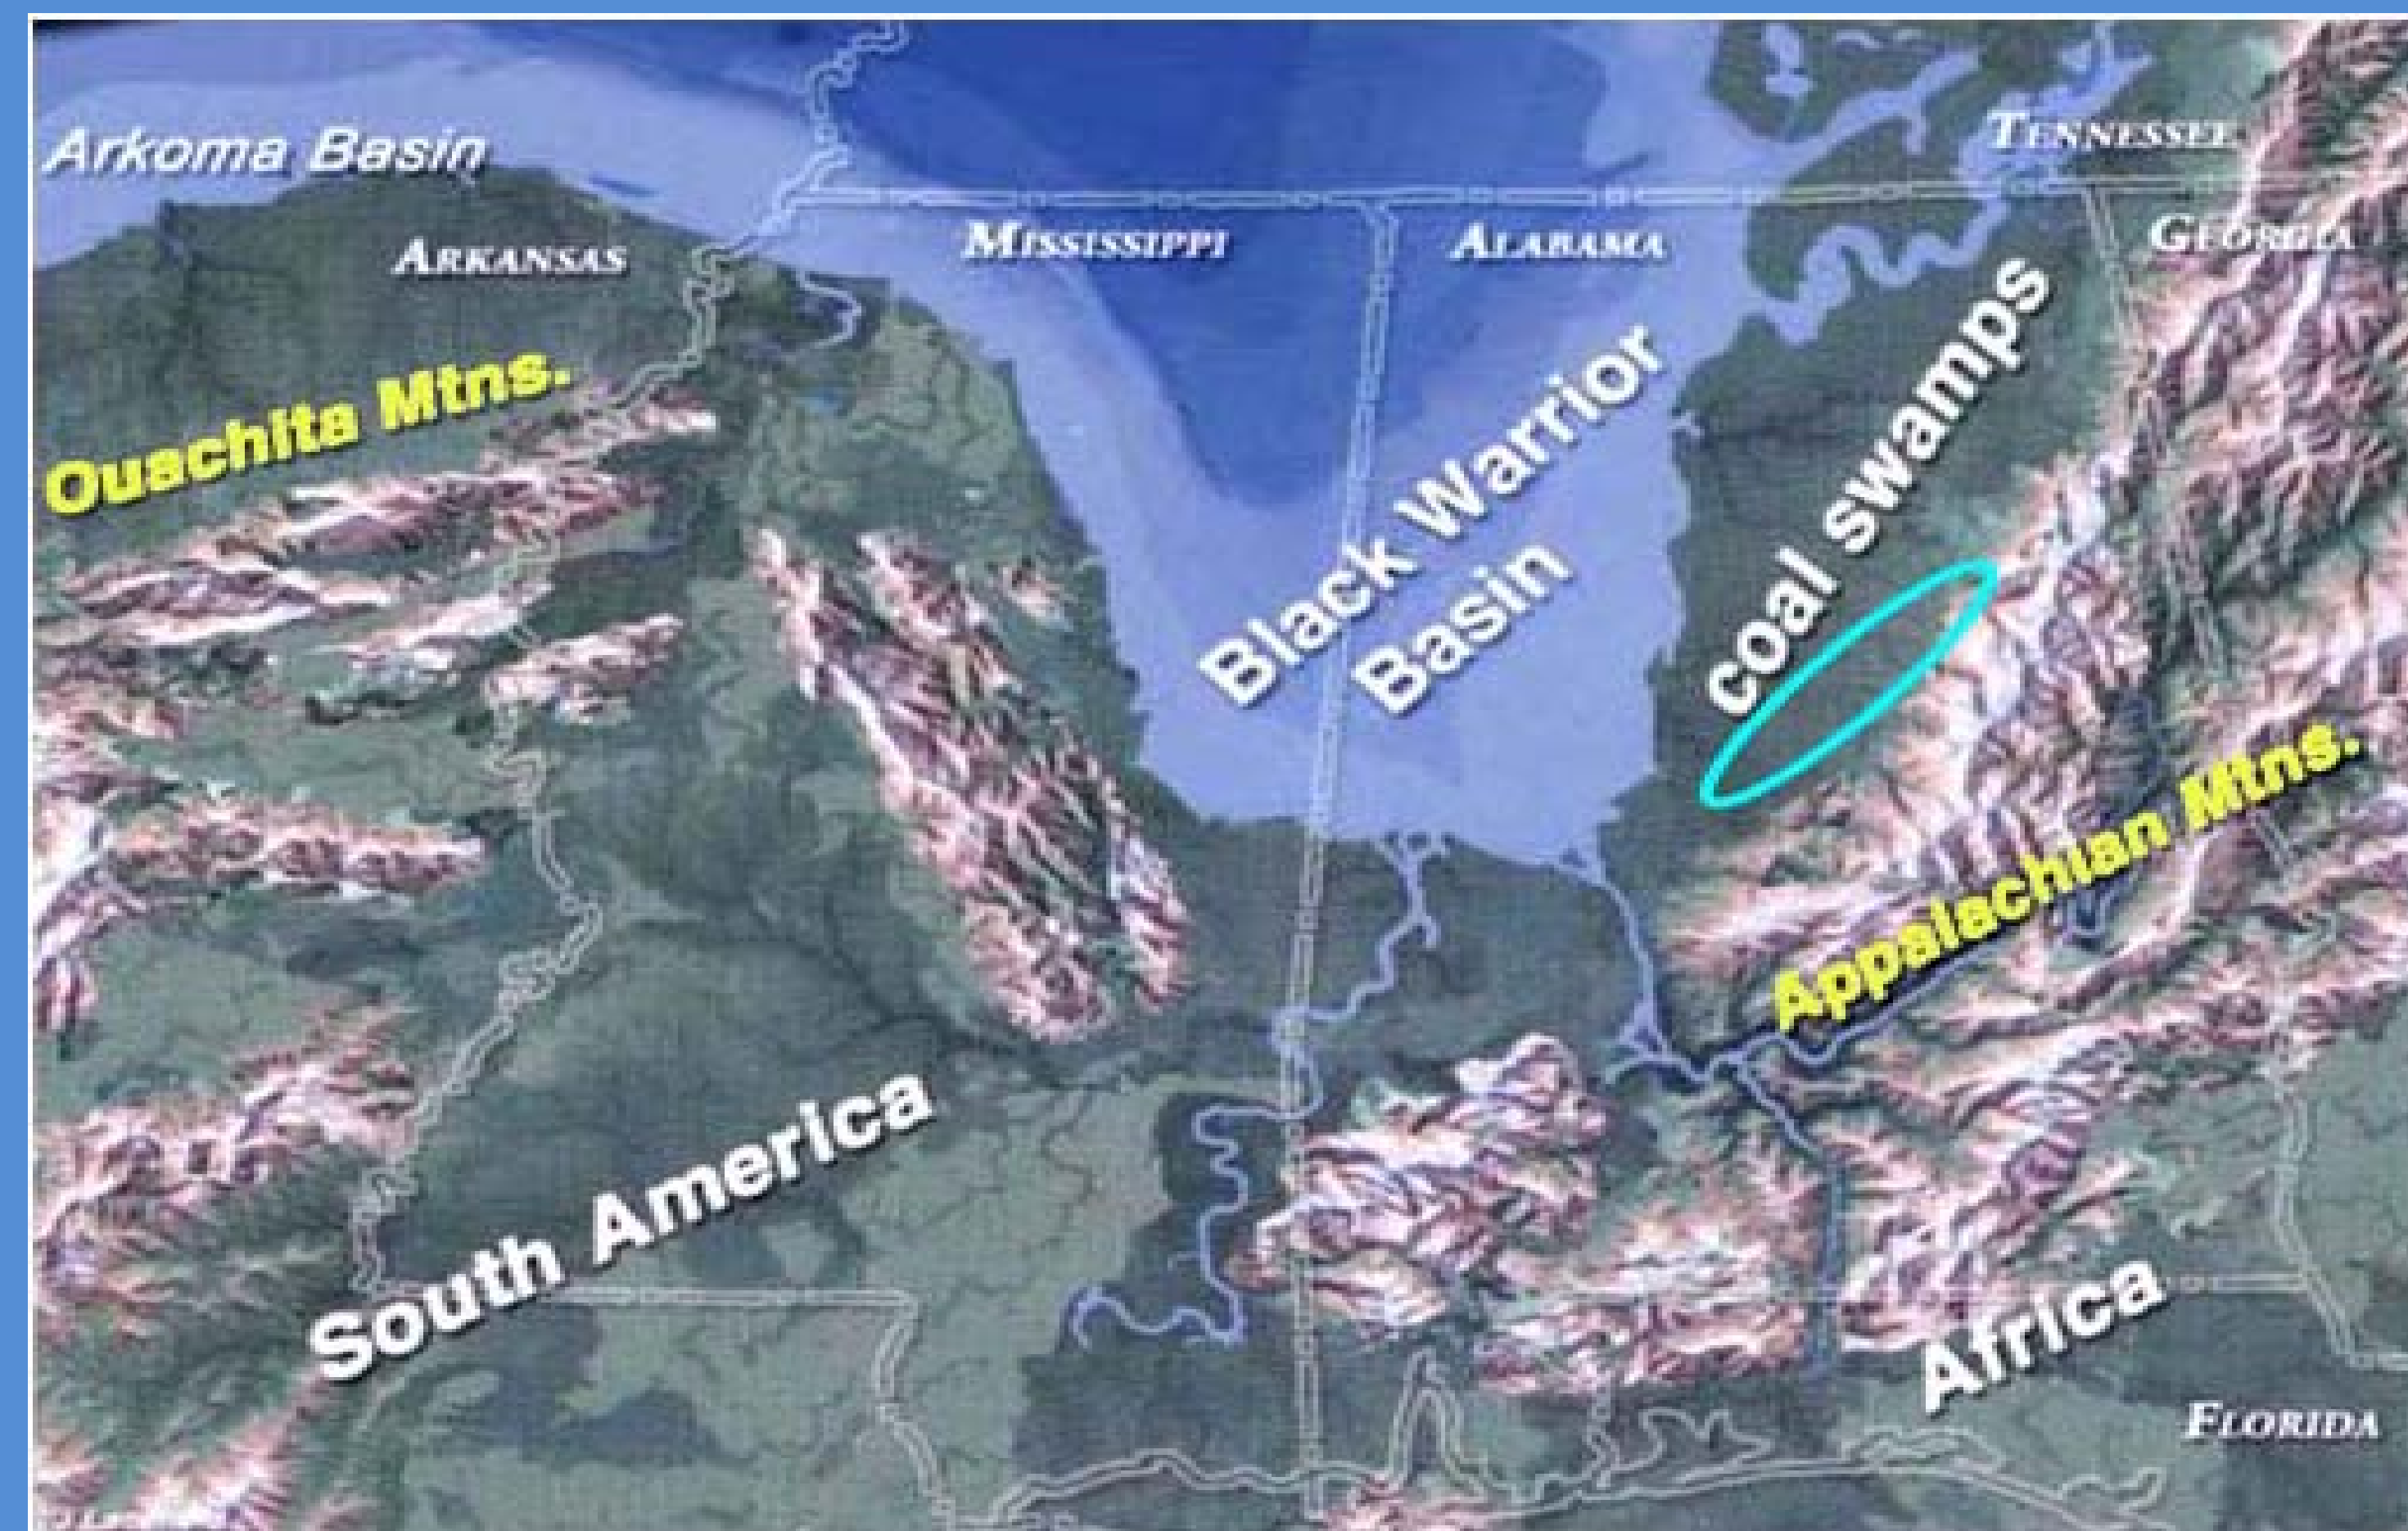 TENNESSEE
Arkoma Basin
ARKANSAS
MISSISSIPPI
ALABAMA
GEORGIA
Ouachita Mtns.
Black Warrior
Basin
coal swamps
Appalachian Mtns.
South America
Africa
FLORIDA